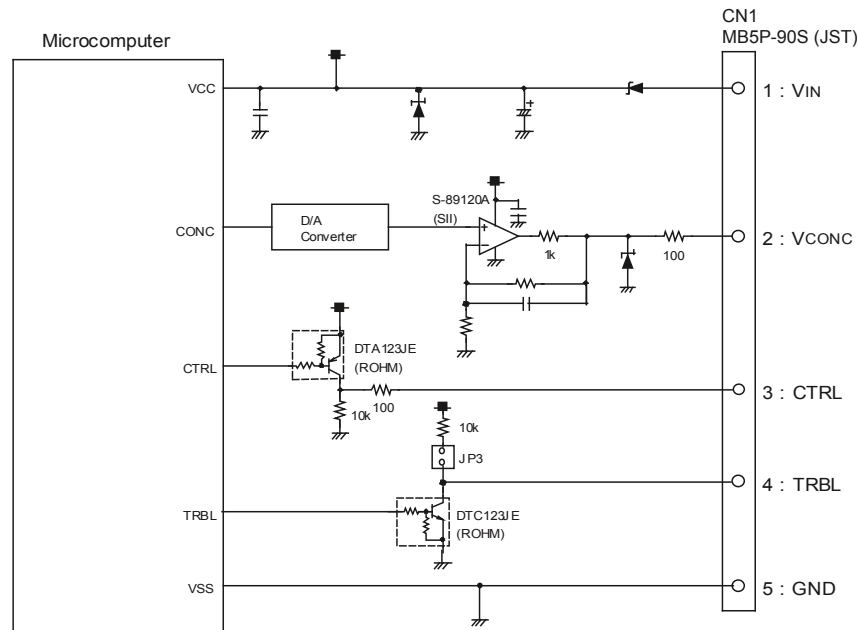 CN1
MB5P-90S (JST)
Microcomputer
VCC
1 : VIN
+
S-89120A
(SII)
CONC
D/A
Converter
+
−
1k
100
2 : VCONC
DTA123JE
(ROHM)
CTRL
10k
100
3 : CTRL
10k
JP3
4 : TRBL
TRBL
DTC123JE
(ROHM)
VSS
5 : GND